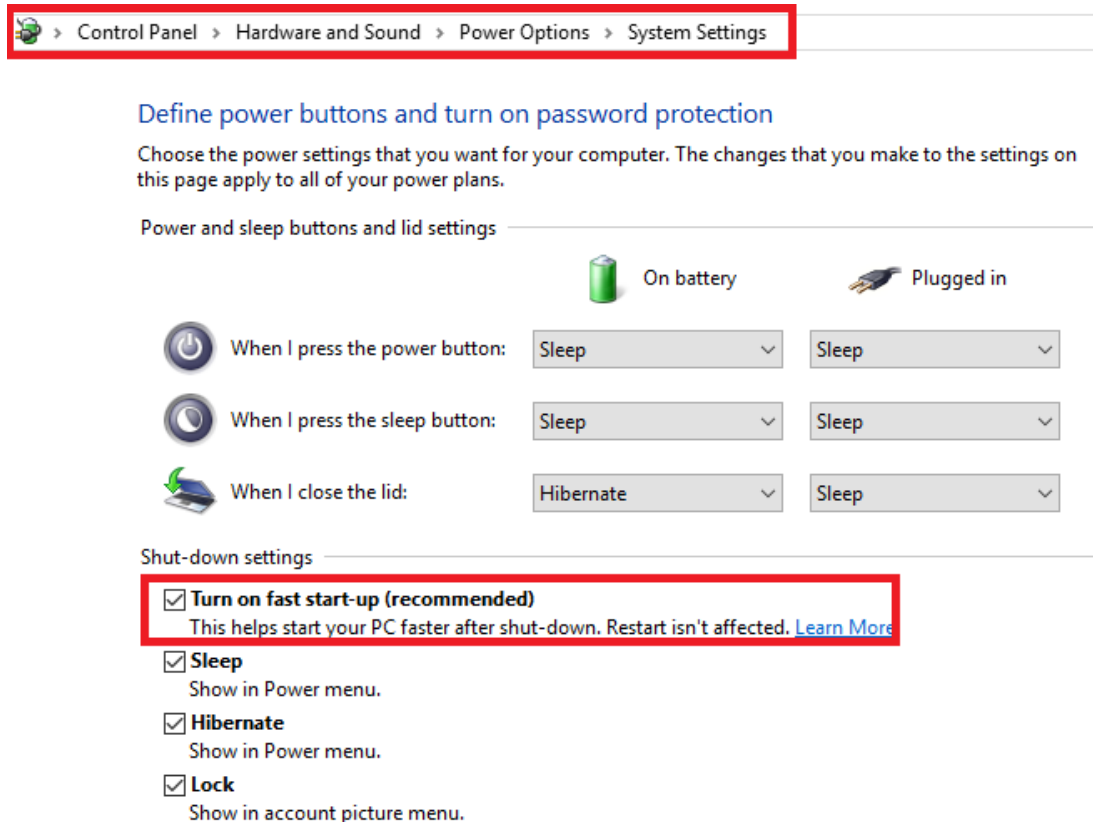 Control Panel > Hardware and Sound > Power Options > System Settings
Define power buttons and turn on password protection
Choose the power settings that you want for your computer. The changes that you make to the settings on
this page apply to all of your power plans.
Power and sleep buttons and lid settings
On battery Plugged in
When I press the power button: Sleep Sleep
When I press the sleep button: Sleep Sleep
When I close the lid: Hibernate Sleep
Shut-down settings
Turn on fast start-up (recommended)
This helps start your PC faster after shut-down. Restart isn't affected. Learn More
Sleep
Show in Power menu.
Hibernate
Show in Power menu.
Lock
Show in account picture menu.